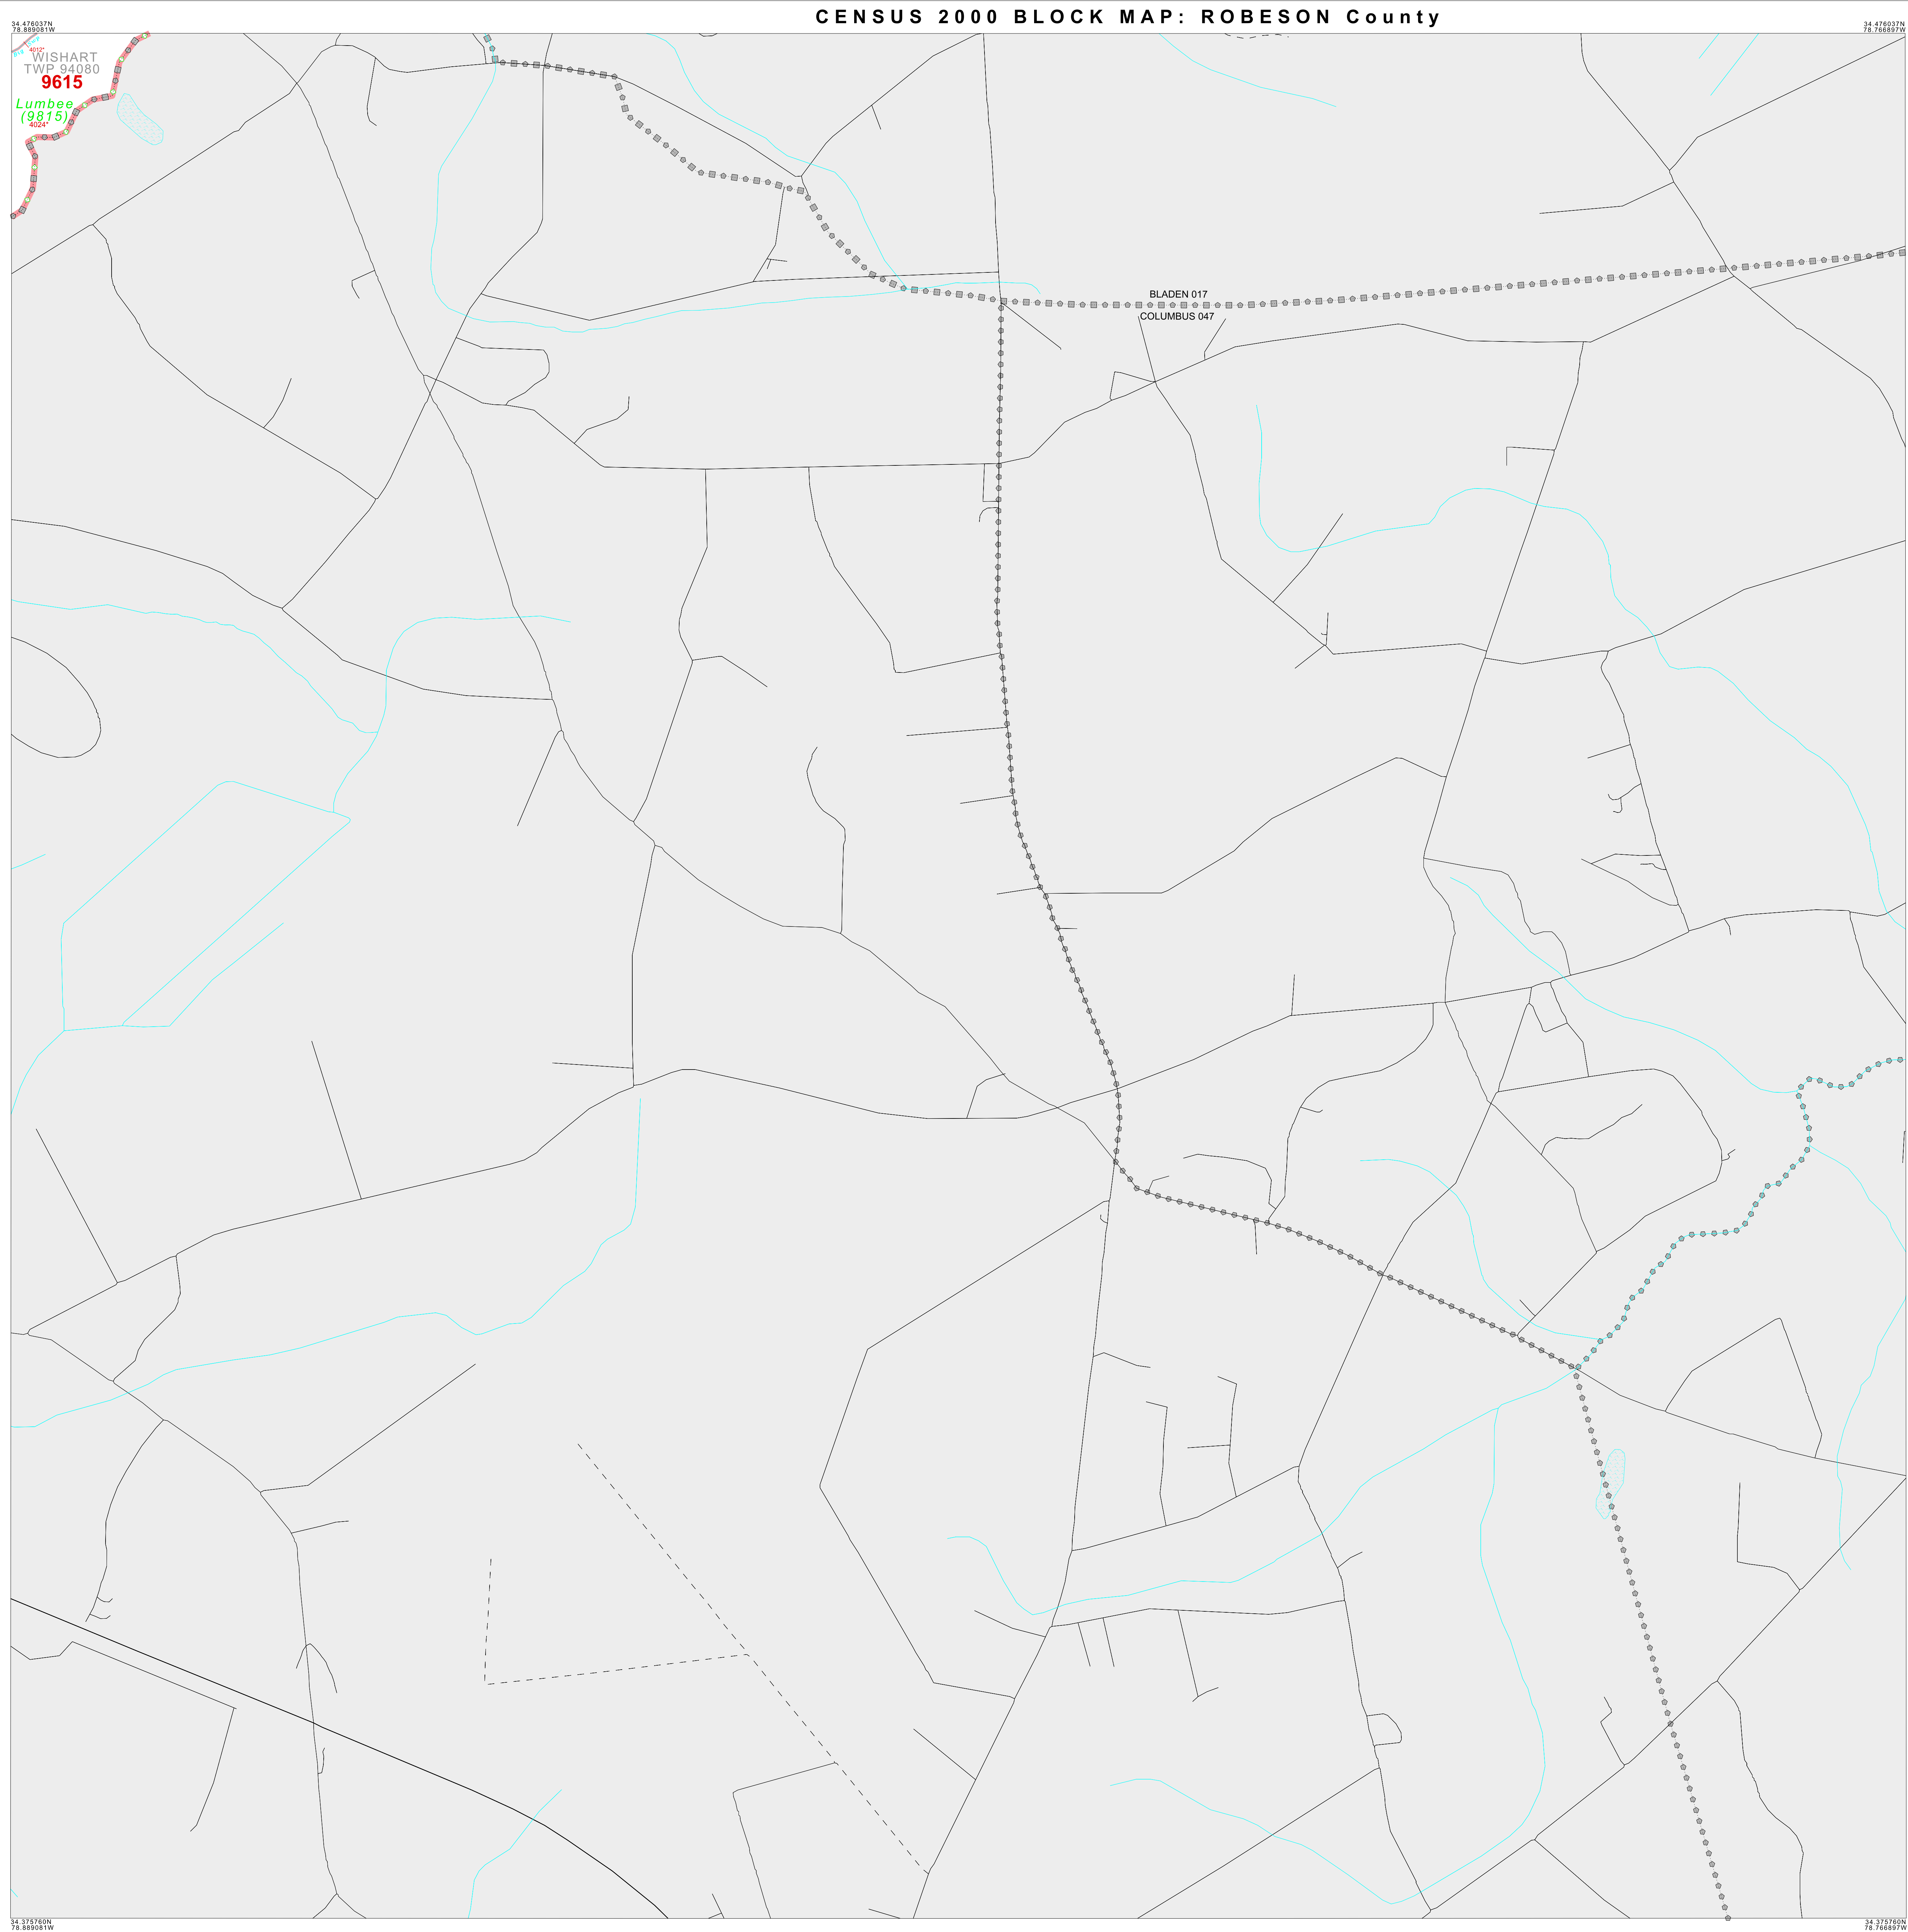 CENSUS 2000 BLOCK MAP: ROBESON County
34.476037N
78.889081W
34.476037N
78.766897W
4012*
WISHART
TWP 94080
9615
Lumbee
(9815)
4024*
BLADEN 017
COLUMBUS 047
34.375760N
78.889081W
34.375760N
78.766897W